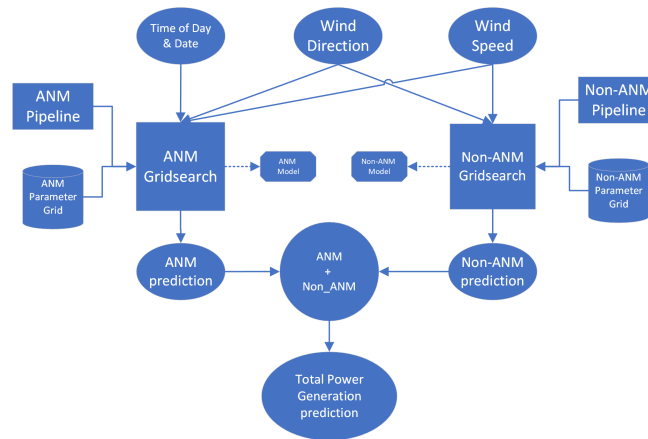 Time of Day
& Date
Wind
Direction
Wind
Speed
ANM
Pipeline
Non-ANM
Pipeline
ANM
Gridsearch
ANM
Model
Non-ANM
Model
Non-ANM
Gridsearch
ANM
Parameter
Grid
Non-ANM
Parameter
Grid
ANM
prediction
ANM
+
Non_ANM
Non-ANM
prediction
Total Power
Generation
prediction